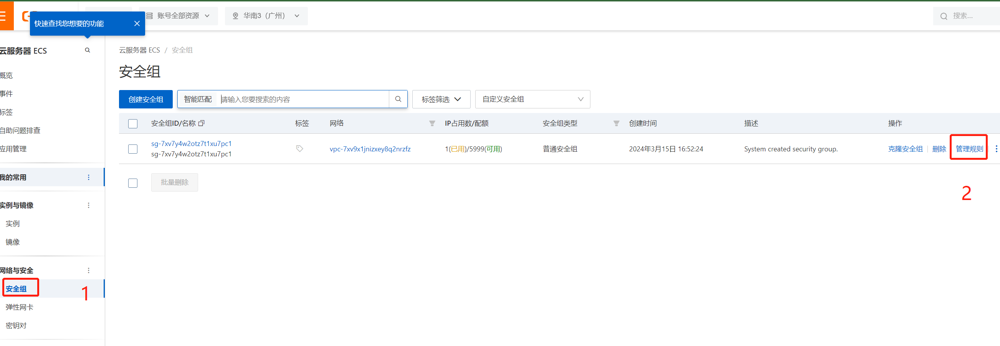 账号全部资源
华南3（广州）
搜索...
快速查找您想要的功能
云服务器 ECS
概览
事件
标签
自助问题排查
应用管理
我的常用
实例与镜像
实例
镜像
网络与安全
安全组
1
弹性网卡
密钥对
云服务器 ECS / 安全组
安全组
创建安全组 智能匹配 请输入您要搜索的内容 标签筛选 自定义安全组
安全组ID/名称 标签 网络 IP占用数/配额 安全组类型 创建时间 描述 操作
sg-7xv7y4w2otz7t1xu7pc1
sg-7xv7y4w2otz7t1xu7pc1
vpc-7xv9x1jnizxey8q2nrzfz 1(已用)/5999(可用) 普通安全组 2024年3月15日 16:52:24 System created security group. 克隆安全组 删除 管理规则
批量删除
2